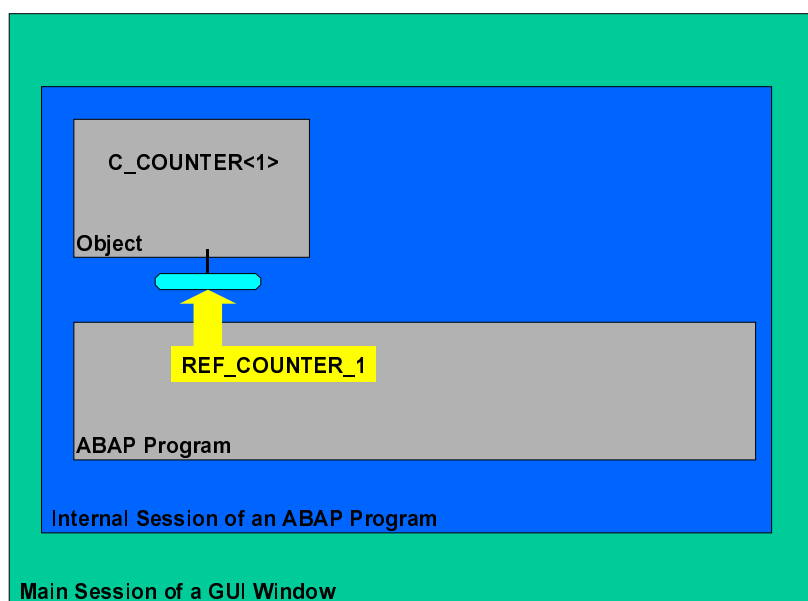 C_COUNTER<1>
Object
REF_COUNTER_1
ABAP Program
Internal Session of an ABAP Program
Main Session of a GUI Window